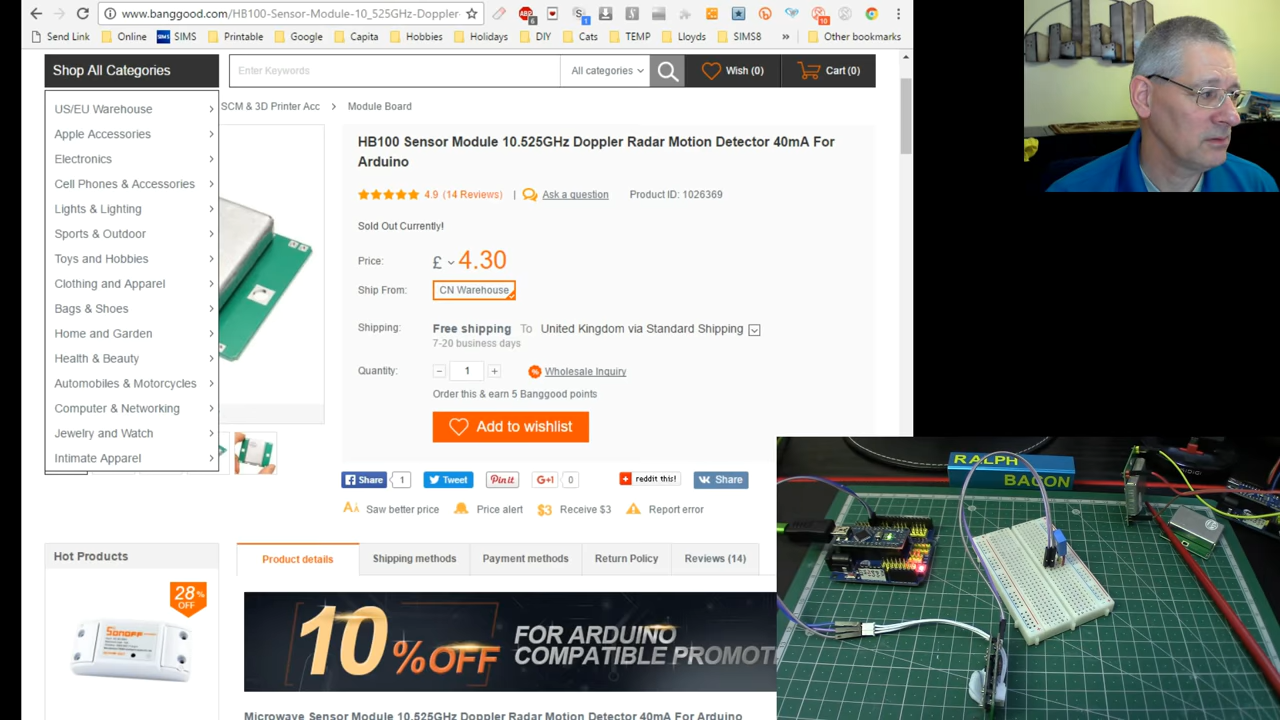 www.banggood.com/HB100-Sensor-Module-10_525GHz-Doppler-
ABP
6
S
1
10
Send Link
Online
SIMS
SIMS
Printable
Google
Capita
Hobbies
Holidays
DIY
Cats
TEMP
Lloyds
SIMS8
»
Other bookmarks
Shop All Categories
Enter Keywords
All categories
Wish (0)
Cart (0)
SCM & 3D Printer Acc > Module Board
US/EU Warehouse
Apple Accessories
Electronics
Cell Phones & Accessories
Lights & Lighting
Sports & Outdoor
Toys and Hobbies
Clothing and Apparel
Bags & Shoes
Home and Garden
Health & Beauty
Automobiles & Motorcycles
Computer & Networking
Jewelry and Watch
Intimate Apparel
HB100 Sensor Module 10.525GHz Doppler Radar Motion Detector 40mA For
Arduino
4.9 (14 Reviews) | Ask a question Product ID: 1026369
Sold Out Currently!
Price: £ 4.30
Ship From: CN Warehouse
Shipping: Free shipping To United Kingdom via Standard Shipping
7-20 business days
Quantity: − 1 + Wholesale Inquiry
Order this & earn 5 Banggood points
Add to wishlist
Share 1
Tweet
Pin it
G+1 0
reddit this!
Share
Saw better price
Price alert
$3 Receive $3
Report error
Hot Products
28 %
OFF
SONOFF
Product details
Shipping methods
Payment methods
Return Policy
Reviews (14)
10 % OFF
FOR ARDUINO
COMPATIBLE PROMOT
Microwave Sensor Module 10.525GHz Doppler Radar Motion Detector 40mA For Arduino
RALPH
BACON